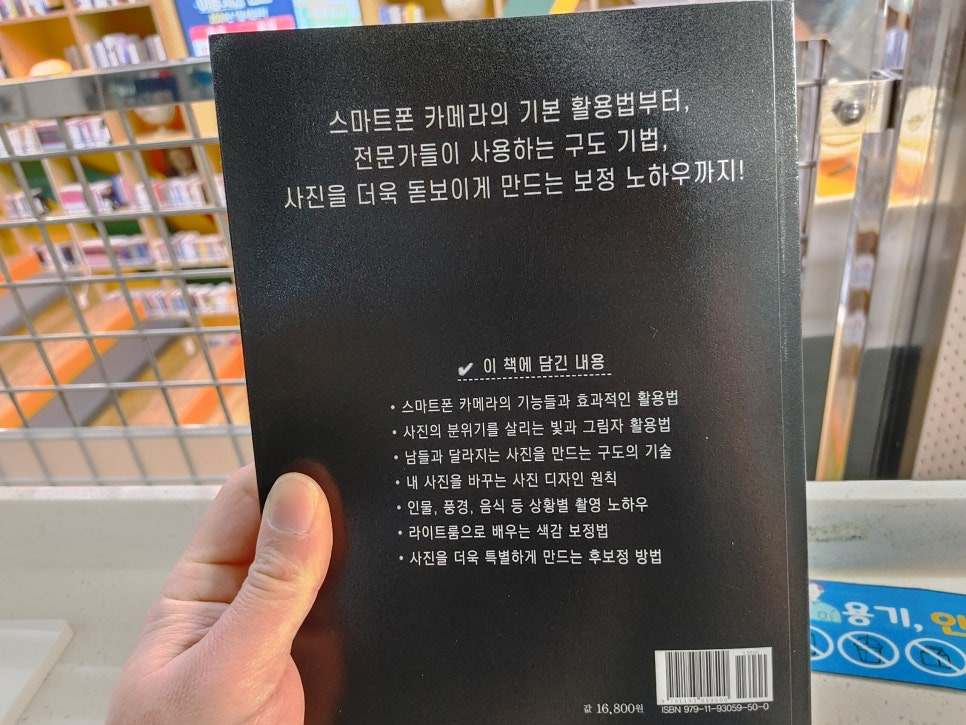 스마트폰 카메라의 기본 활용법부터,
전문가들이 사용하는 구도 기법,
사진을 더욱 돋보이게 만드는 보정 노하우까지!
✔ 이 책에 담긴 내용
• 스마트폰 카메라의 기능들과 효과적인 활용법
• 사진의 분위기를 살리는 빛과 그림자 활용법
• 남들과 달라지는 사진을 만드는 구도의 기술
• 내 사진을 바꾸는 사진 디자인 원칙
• 인물, 풍경, 음식 등 상황별 촬영 노하우
• 라이트룸으로 배우는 색감 보정법
• 사진을 더욱 특별하게 만드는 후보정 방법
용기,
값 16,800원
ISBN 979-11-93059-50-0